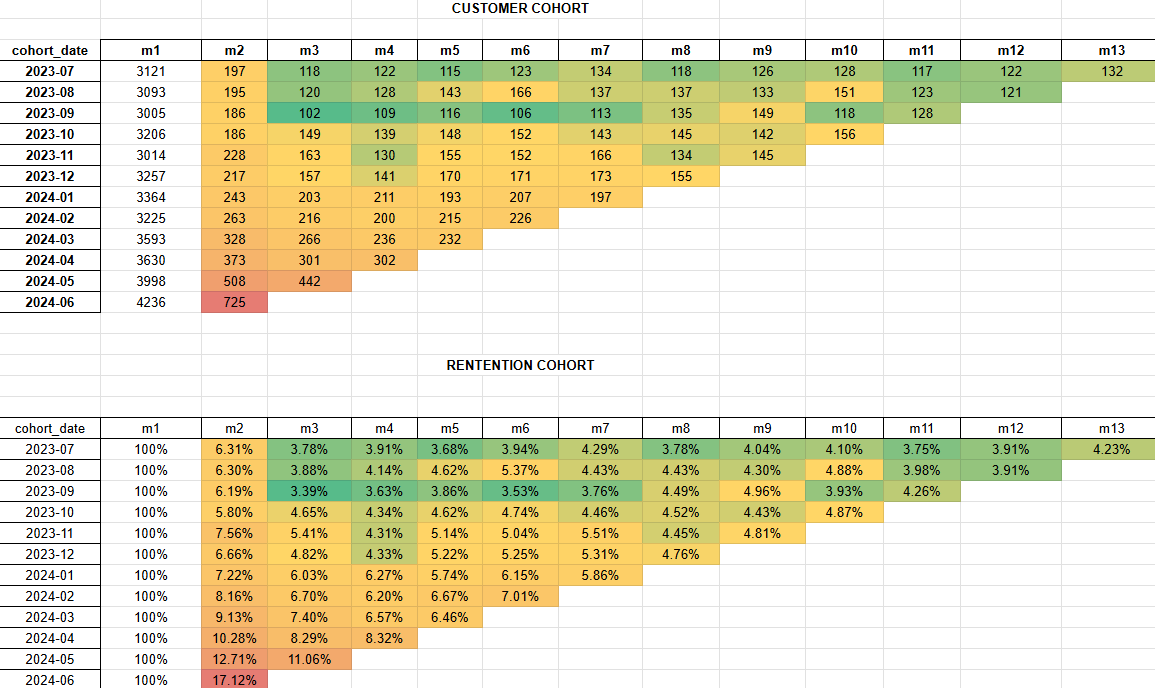 CUSTOMER COHORT
cohort_date m1 m2 m3 m4 m5 m6 m7 m8 m9 m10 m11 m12 m13
2023-07 3121 197 118 122 115 123 134 118 126 128 117 122 132
2023-08 3093 195 120 128 143 166 137 137 133 151 123 121
2023-09 3005 186 102 109 116 106 113 135 149 118 128
2023-10 3206 186 149 139 148 152 143 145 142 156
2023-11 3014 228 163 130 155 152 166 134 145
2023-12 3257 217 157 141 170 171 173 155
2024-01 3364 243 203 211 193 207 197
2024-02 3225 263 216 200 215 226
2024-03 3593 328 266 236 232
2024-04 3630 373 301 302
2024-05 3998 508 442
2024-06 4236 725
RENTENTION COHORT
cohort_date m1 m2 m3 m4 m5 m6 m7 m8 m9 m10 m11 m12 m13
2023-07 100% 6.31% 3.78% 3.91% 3.68% 3.94% 4.29% 3.78% 4.04% 4.10% 3.75% 3.91% 4.23%
2023-08 100% 6.30% 3.88% 4.14% 4.62% 5.37% 4.43% 4.43% 4.30% 4.88% 3.98% 3.91%
2023-09 100% 6.19% 3.39% 3.63% 3.86% 3.53% 3.76% 4.49% 4.96% 3.93% 4.26%
2023-10 100% 5.80% 4.65% 4.34% 4.62% 4.74% 4.46% 4.52% 4.43% 4.87%
2023-11 100% 7.56% 5.41% 4.31% 5.14% 5.04% 5.51% 4.45% 4.81%
2023-12 100% 6.66% 4.82% 4.33% 5.22% 5.25% 5.31% 4.76%
2024-01 100% 7.22% 6.03% 6.27% 5.74% 6.15% 5.86%
2024-02 100% 8.16% 6.70% 6.20% 6.67% 7.01%
2024-03 100% 9.13% 7.40% 6.57% 6.46%
2024-04 100% 10.28% 8.29% 8.32%
2024-05 100% 12.71% 11.06%
2024-06 100% 17.12%